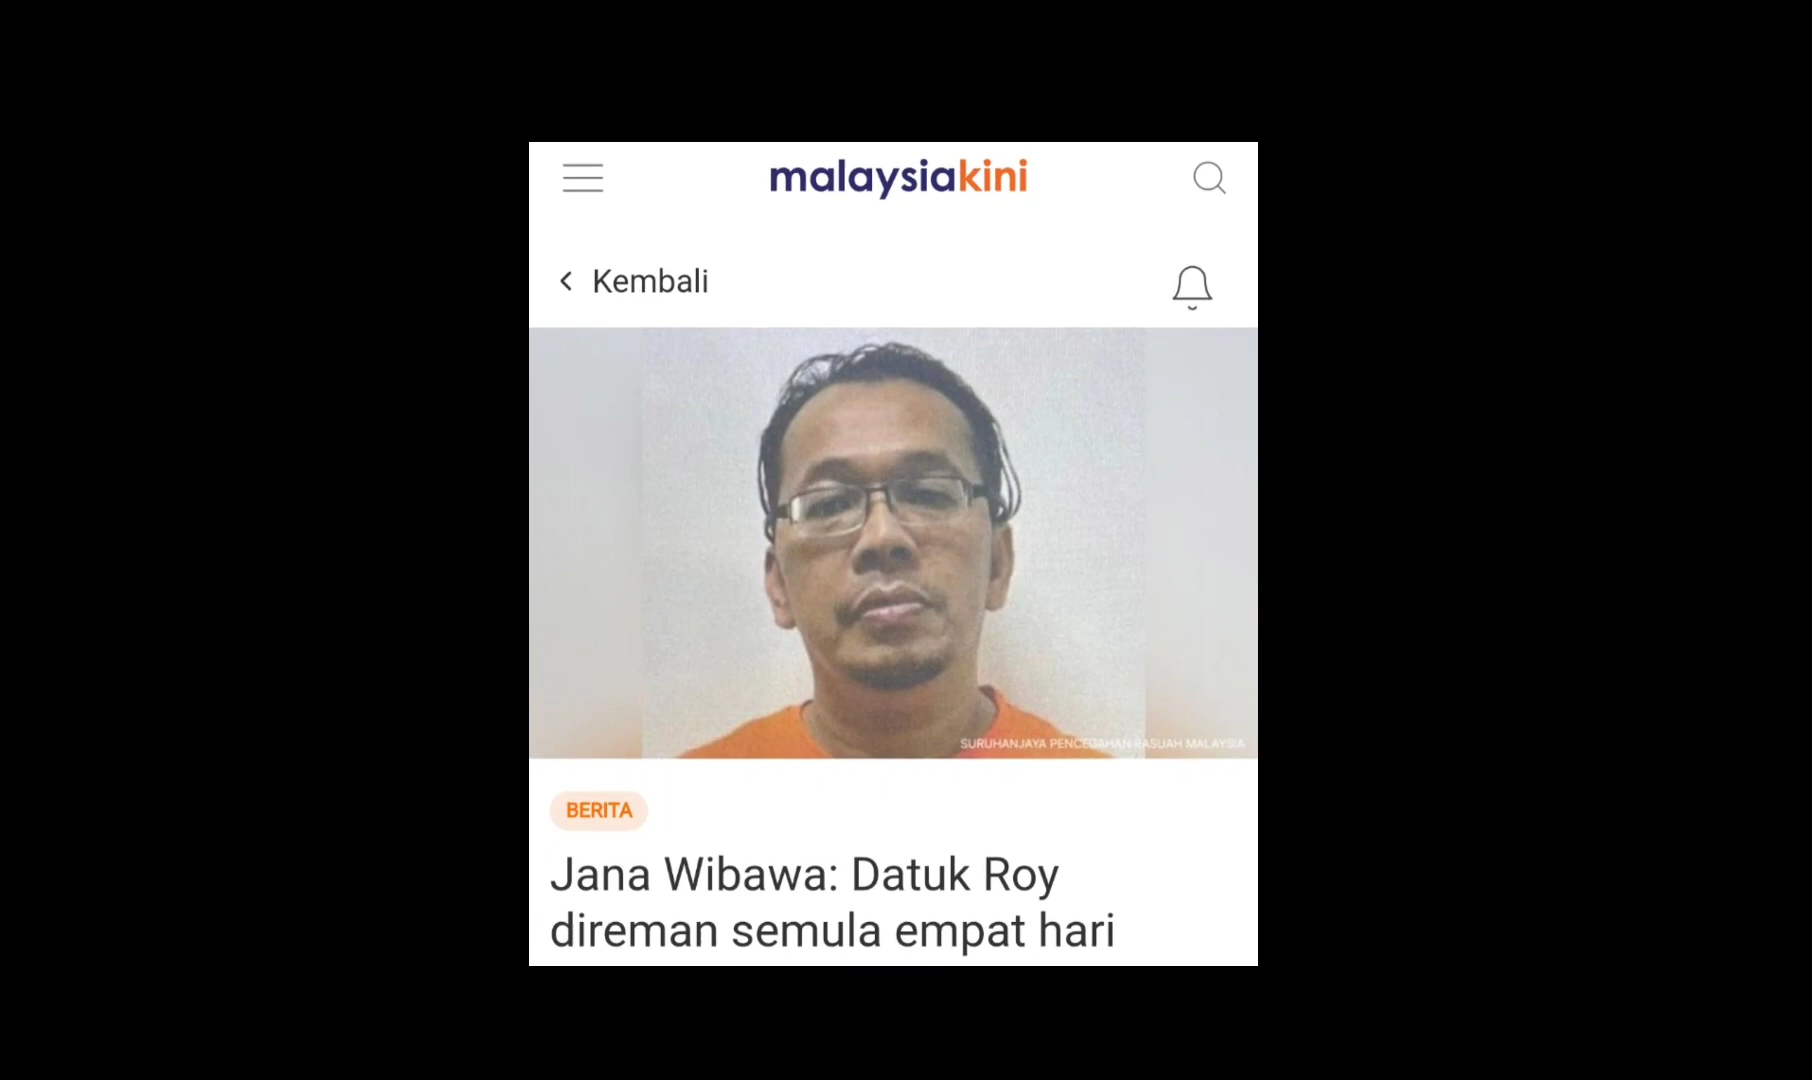 malaysiakini
Kembali
SURUHANJAYA PENCEGAHAN RASUAH MALAYSIA
BERITA
Jana Wibawa: Datuk Roy
direman semula empat hari